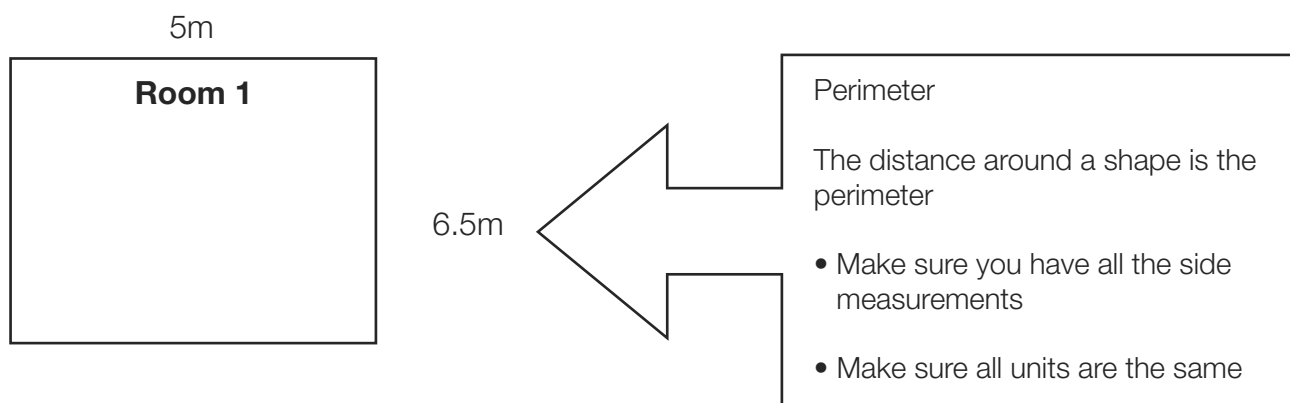 5m
Room 1
6.5m
Perimeter
The distance around a shape is the
perimeter
• Make sure you have all the side
measurements
• Make sure all units are the same